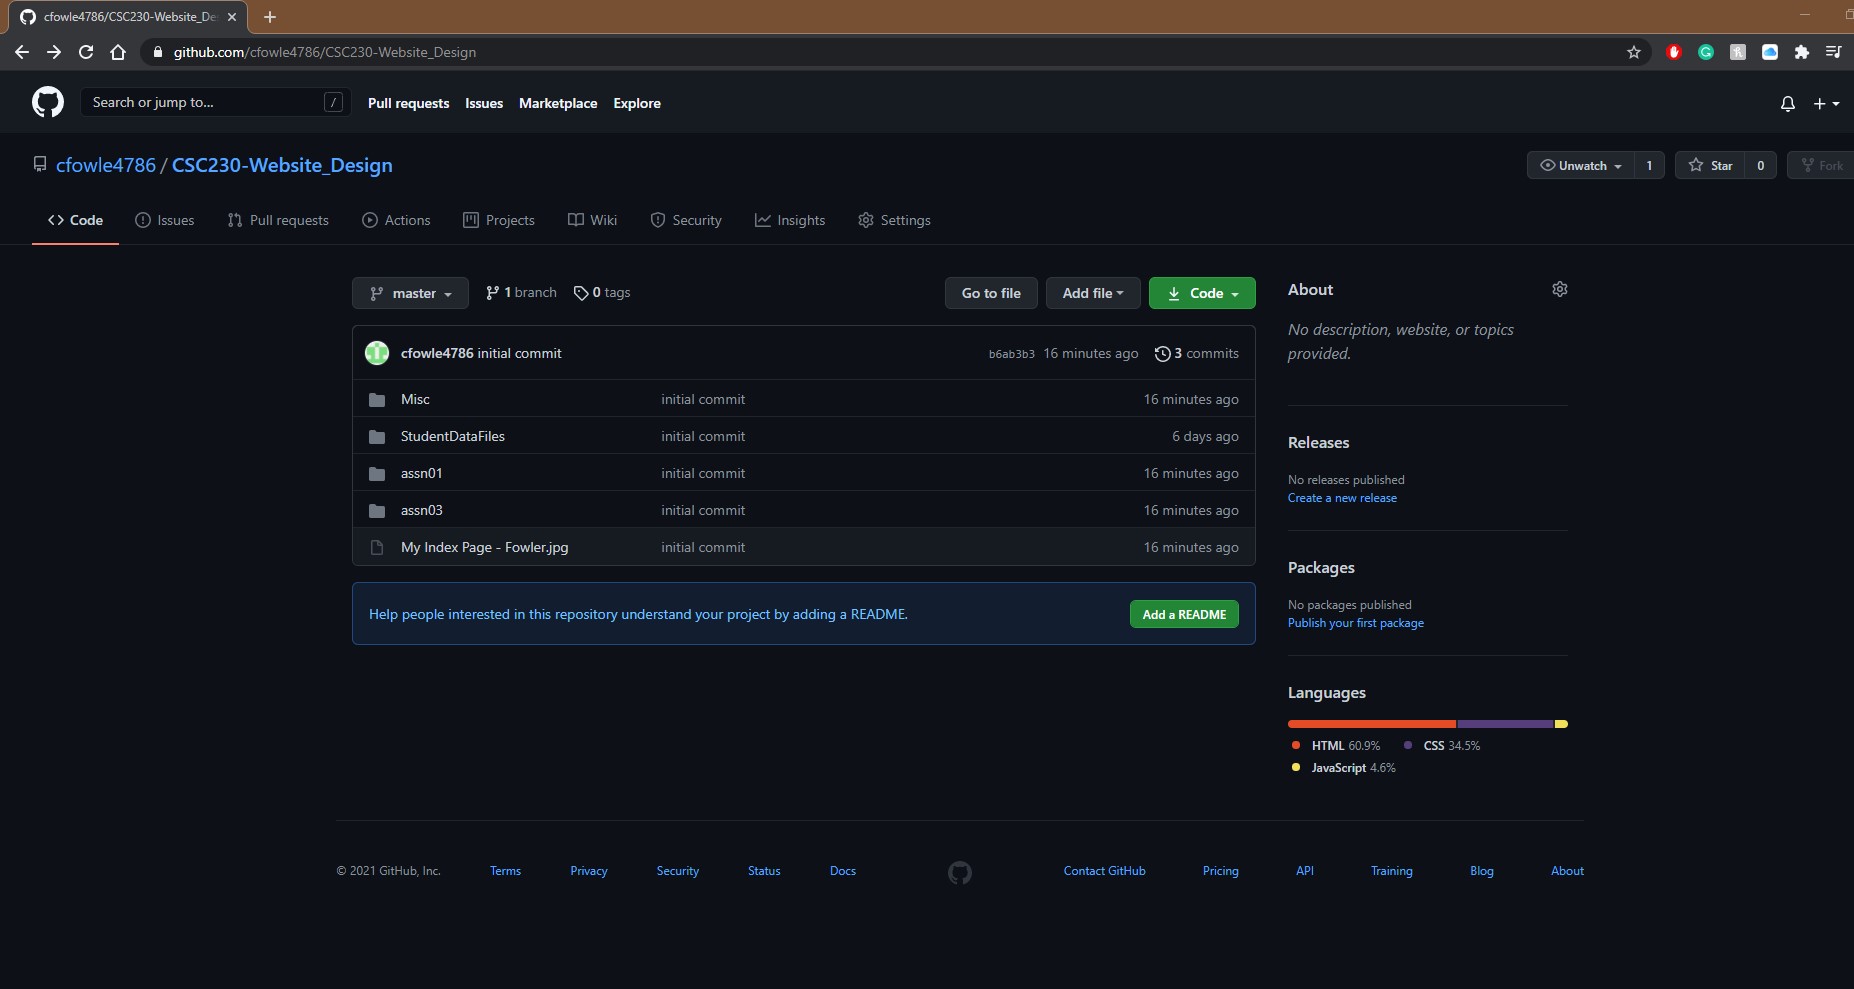 cfowle4786/CSC230-Website_De
github.com/cfowle4786/CSC230-Website_Design
Search or jump to... /
Pull requests Issues Marketplace Explore
cfowle4786 / CSC230-Website_Design
Unwatch 1 Star 0 Fork
Code Issues Pull requests Actions Projects Wiki Security Insights Settings
master 1 branch 0 tags
Go to file Add file Code
cfowle4786 initial commit b6ab3b3 16 minutes ago 3 commits
Misc initial commit 16 minutes ago
StudentDataFiles initial commit 6 days ago
assn01 initial commit 16 minutes ago
assn03 initial commit 16 minutes ago
My Index Page - Fowler.jpg initial commit 16 minutes ago
Help people interested in this repository understand your project by adding a README. Add a README
About
No description, website, or topics
provided.
Releases
No releases published
Create a new release
Packages
No packages published
Publish your first package
Languages
HTML 60.9% CSS 34.5%
JavaScript 4.6%
© 2021 GitHub, Inc. Terms Privacy Security Status Docs Contact GitHub Pricing API Training Blog About